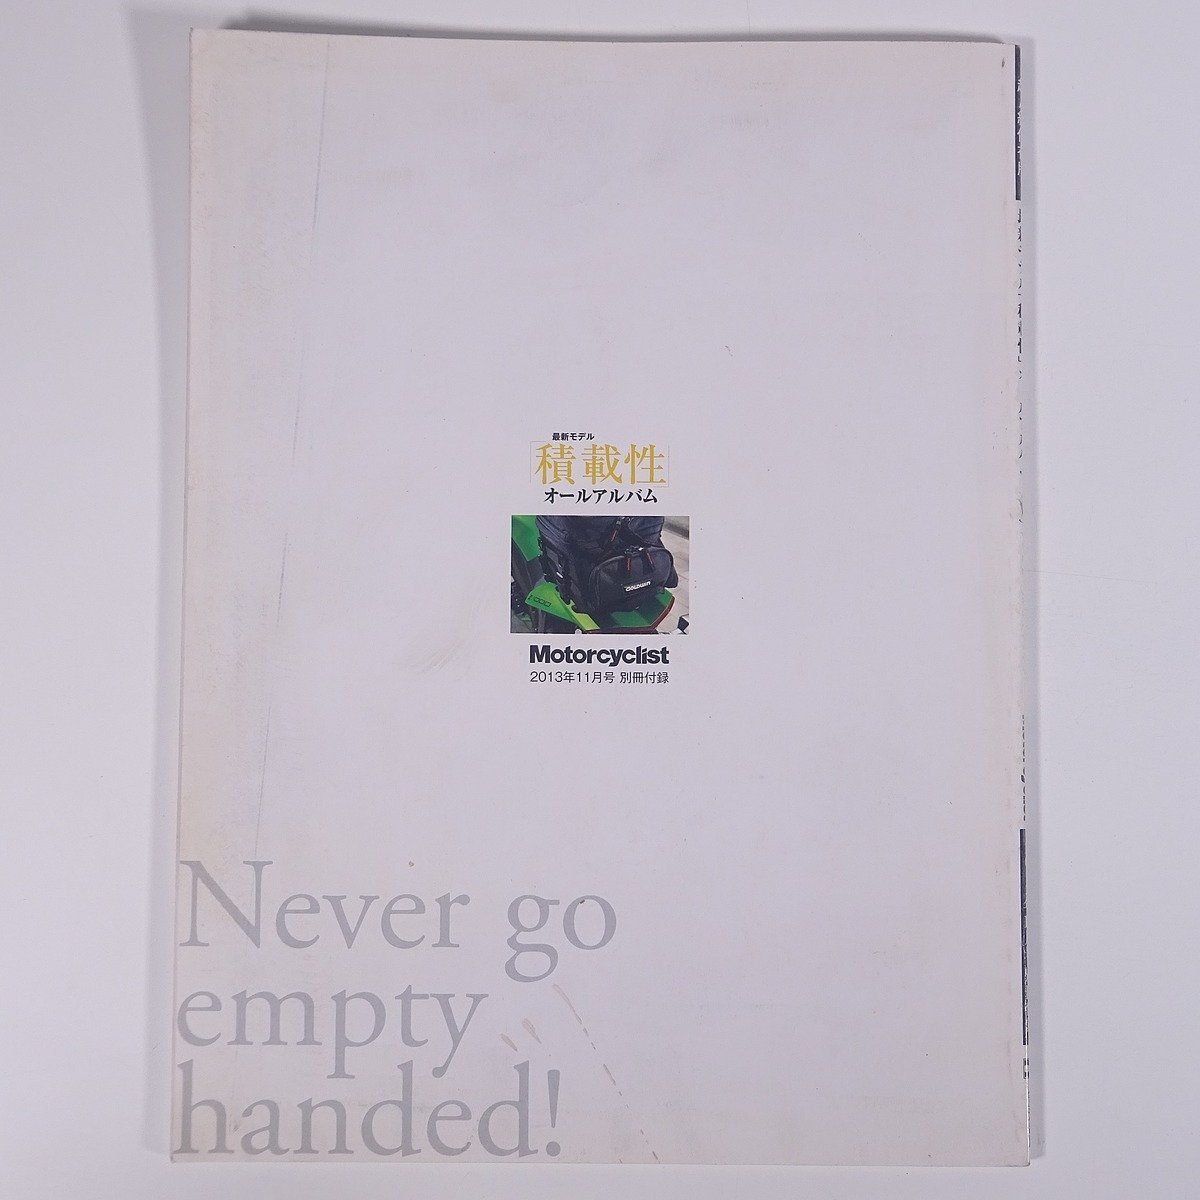 最新モデル
「積載性」
オールアルバム
GOLDWIN
1000
Motorcyclist
2013年11月号 別冊付録
Never go
empty
handed!